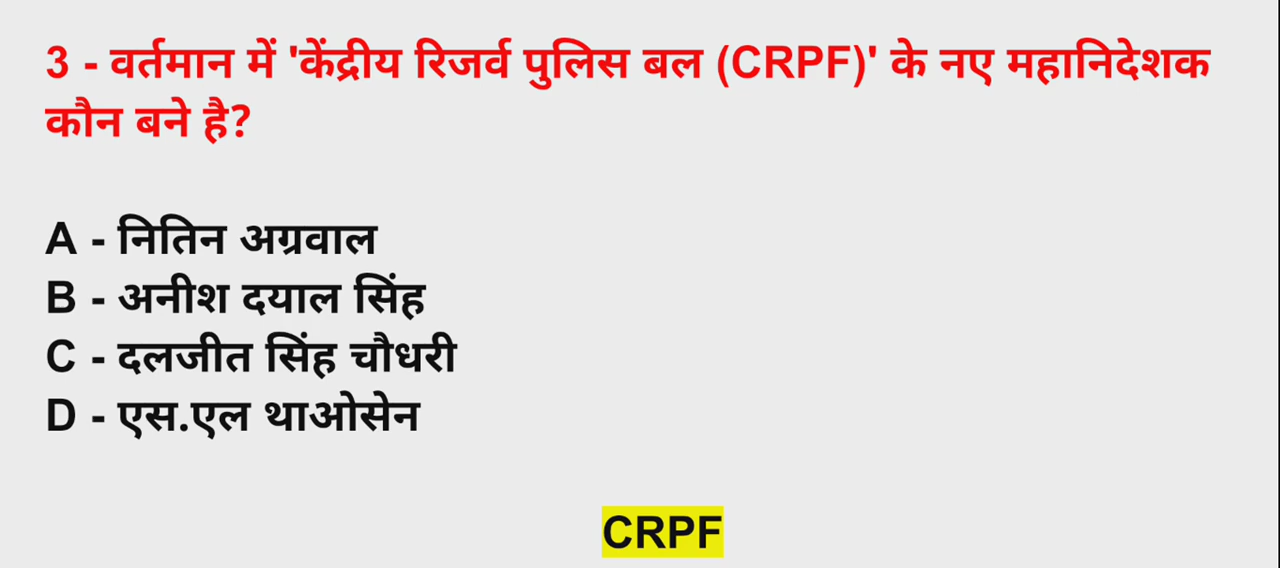 3 - वर्तमान में 'केंद्रीय रिजर्व पुलिस बल (CRPF)' के नए महानिदेशक
कौन बने है?
A - नितिन अग्रवाल
B - अनीश दयाल सिंह
C - दलजीत सिंह चौधरी
D - एस.एल थाओसेन
CRPF